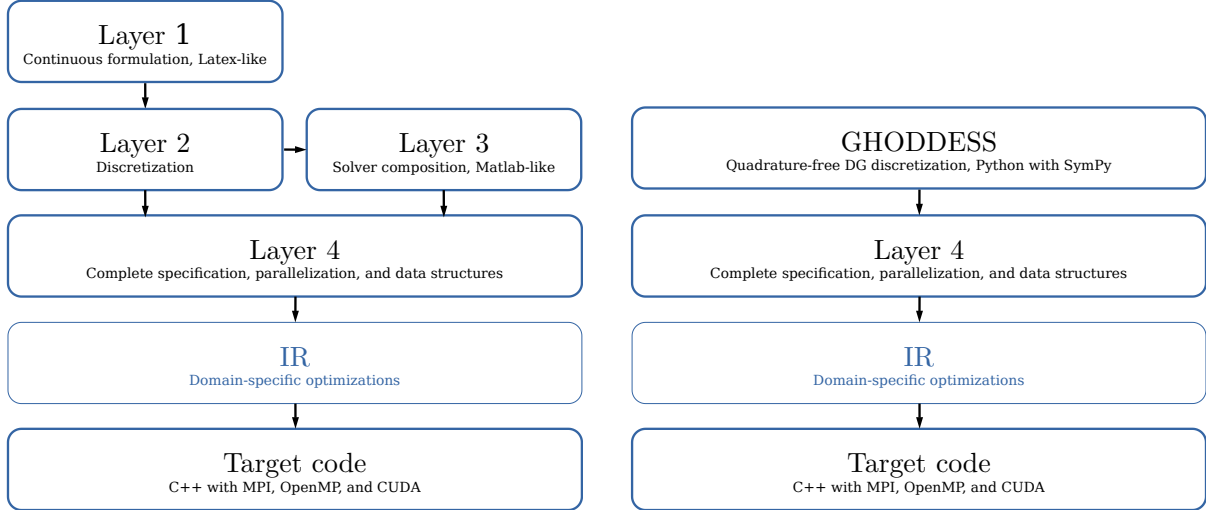 Layer 1
Continuous formulation, Latex-like
Layer 2
Discretization
Layer 3
Solver composition, Matlab-like
Layer 4
Complete specification, parallelization, and data structures
IR
Domain-specific optimizations
Target code
C++ with MPI, OpenMP, and CUDA
GHODDESS
Quadrature-free DG discretization, Python with SymPy
Layer 4
Complete specification, parallelization, and data structures
IR
Domain-specific optimizations
Target code
C++ with MPI, OpenMP, and CUDA